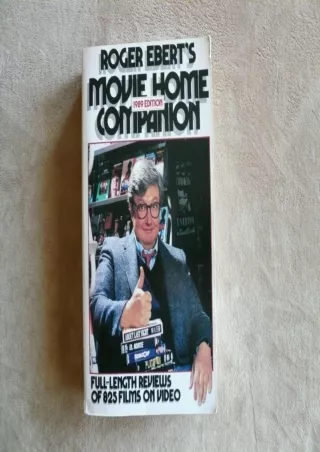 ROGER EBERT'S
MOVIE HOME
1989 EDITION
COMPANION
FULL-LENGTH REVIEWS
OF 825 FILMS ON VIDEO